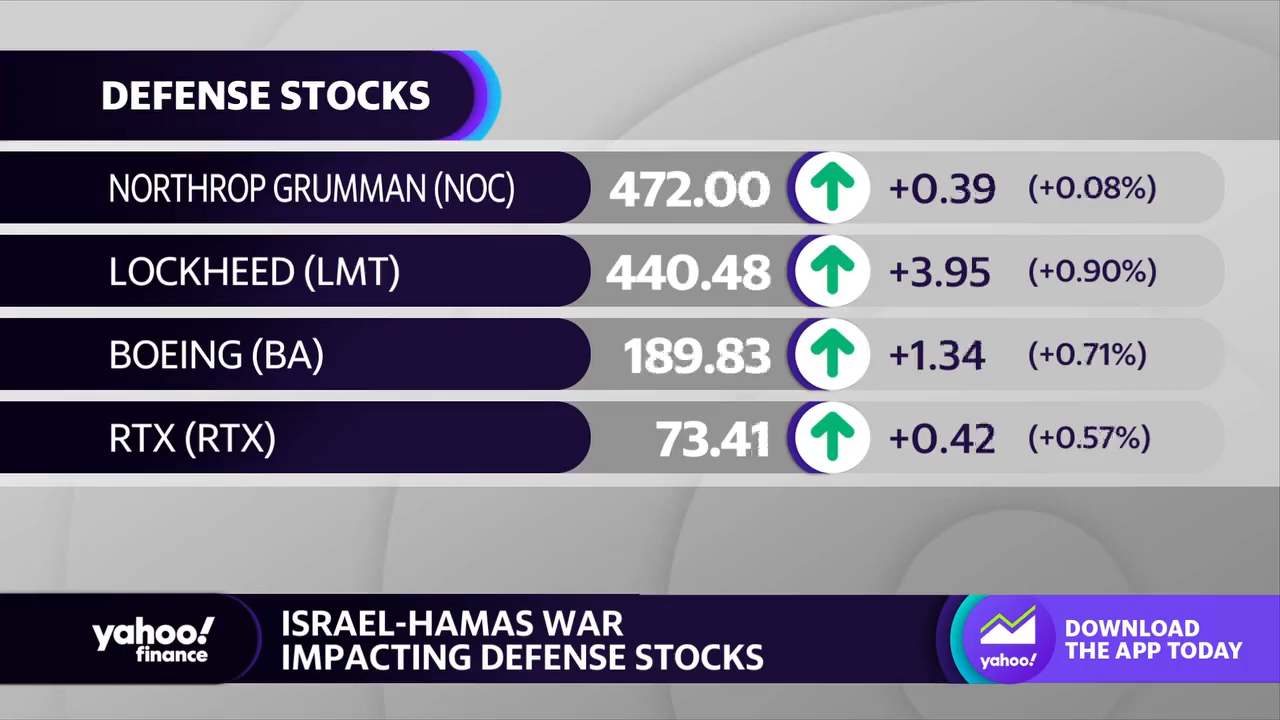 DEFENSE STOCKS
NORTHROP GRUMMAN (NOC) 472.00 +0.39 (+0.08%)
LOCKHEED (LMT) 440.48 +3.95 (+0.90%)
BOEING (BA) 189.83 +1.34 (+0.71%)
RTX (RTX) 73.41 +0.42 (+0.57%)
yahoo!
finance
ISRAEL-HAMAS WAR
IMPACTING DEFENSE STOCKS
yahoo!
DOWNLOAD
THE APP TODAY